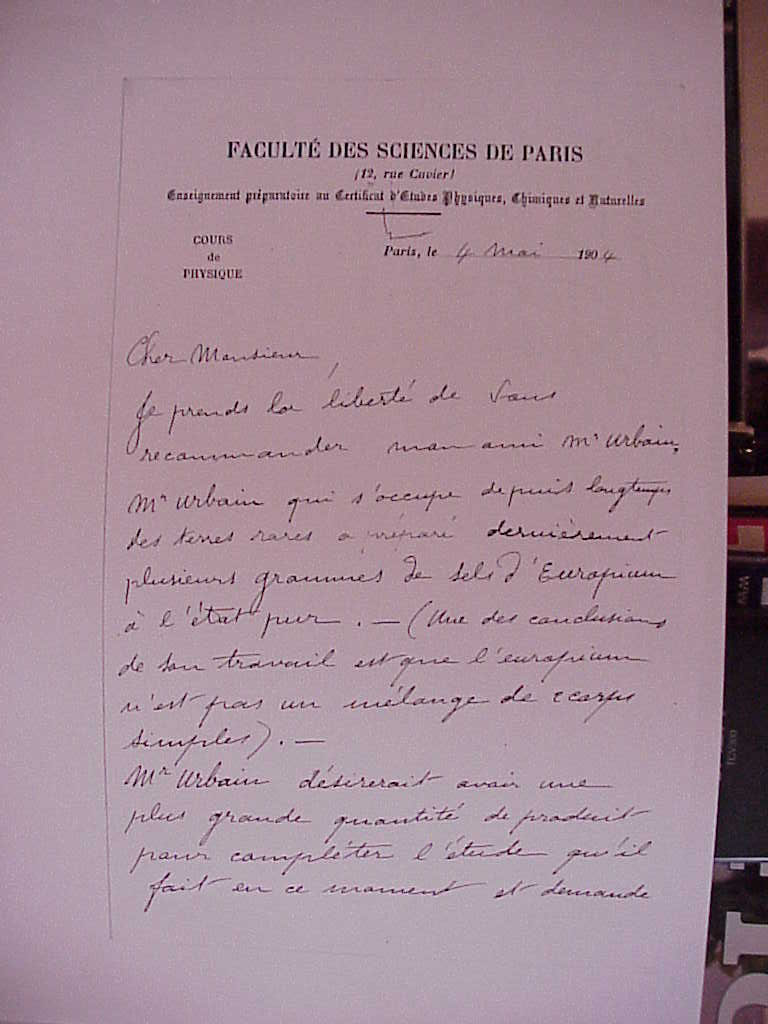 FACULTÉ DES SCIENCES DE PARIS
(12, rue Cuvier)
Enseignement préparatoire au Certificat d'Études Physiques, Chimiques et Naturelles
COURS
de
PHYSIQUE
Paris, le 4 Mai 1904
Cher Monsieur,
Je prends la liberté de vous
recommander mon ami Mr Urbain.
Mr Urbain qui s'occupe depuis longtemps
des terres rares a préparé dernièrement
plusieurs grammes de sels d'Europium
à l'état pur. — (Une des conclusions
de son travail est que l'europium
n'est pas un mélange de corps
simples). —
Mr Urbain désirerait avoir une
plus grande quantité de produit
pour compléter l'étude qu'il
fait en ce moment et demande
WWW